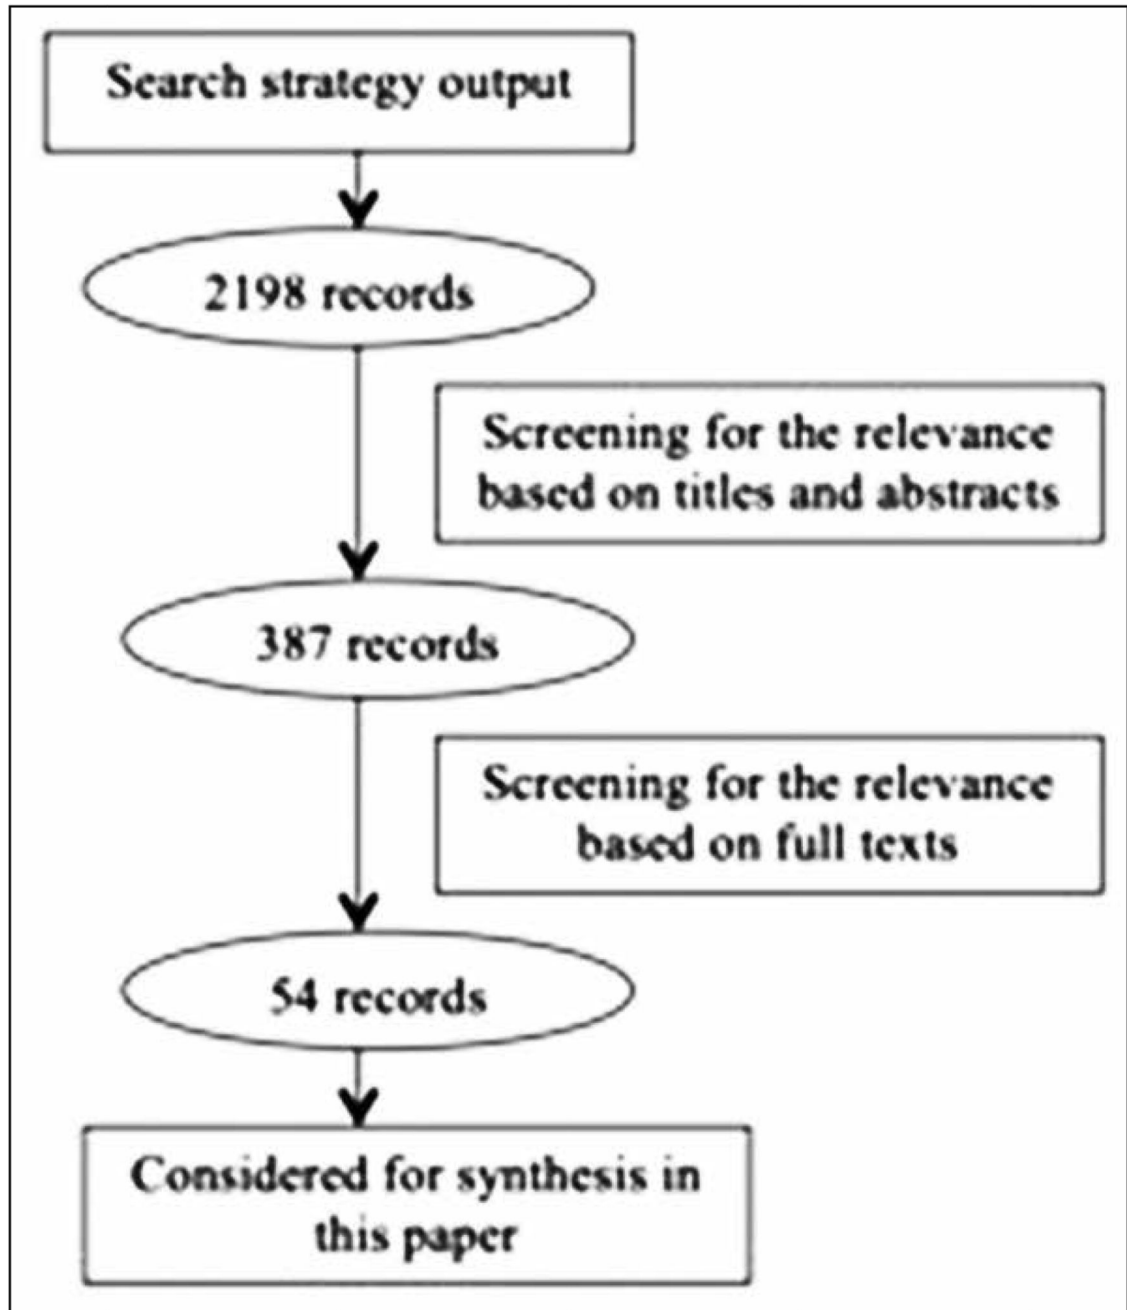 Search strategy output
2198 records
Screening for the relevance
based on titles and abstracts
387 records
Screening for the relevance
based on full texts
54 records
Considered for synthesis in
this paper